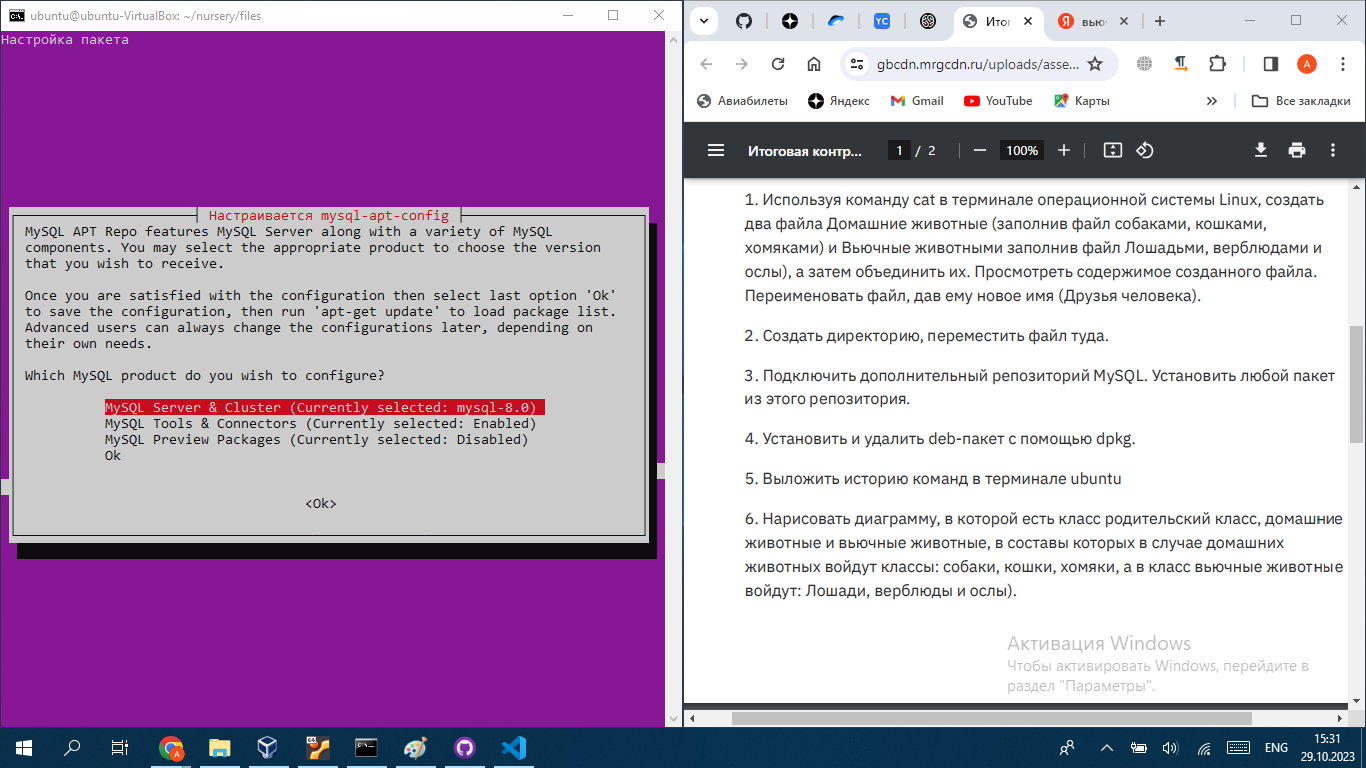 ubuntu@ubuntu-VirtualBox: ~/nursery/files
Настройка пакета
Настраивается mysql-apt-config
MySQL APT Repo features MySQL Server along with a variety of MySQL
components. You may select the appropriate product to choose the version
that you wish to receive.
Once you are satisfied with the configuration then select last option 'Ok'
to save the configuration, then run 'apt-get update' to load package list.
Advanced users can always change the configurations later, depending on
their own needs.
Which MySQL product do you wish to configure?
MySQL Server & Cluster (Currently selected: mysql-8.0)
MySQL Tools & Connectors (Currently selected: Enabled)
MySQL Preview Packages (Currently selected: Disabled)
Ok
<Ok>
YC
Итог
вью
gbcdn.mrgcdn.ru/uploads/asse...
A
Авиабилеты
Яндекс
Gmail
YouTube
Карты
Все закладки
Итоговая контр...
1 / 2
100%
1. Используя команду cat в терминале операционной системы Linux, создать
два файла Домашние животные (заполнив файл собаками, кошками,
хомяками) и Вьючные животными заполнив файл Лошадьми, верблюдами и
ослы), а затем объединить их. Просмотреть содержимое созданного файла.
Переименовать файл, дав ему новое имя (Друзья человека).
2. Создать директорию, переместить файл туда.
3. Подключить дополнительный репозиторий MySQL. Установить любой пакет
из этого репозитория.
4. Установить и удалить deb-пакет с помощью dpkg.
5. Выложить историю команд в терминале ubuntu
6. Нарисовать диаграмму, в которой есть класс родительский класс, домашние
животные и вьючные животные, в составы которых в случае домашних
животных войдут классы: собаки, кошки, хомяки, а в класс вьючные животные
войдут: Лошади, верблюды и ослы).
Активация Windows
Чтобы активировать Windows, перейдите в
раздел "Параметры".
ENG
15:31
29.10.2023